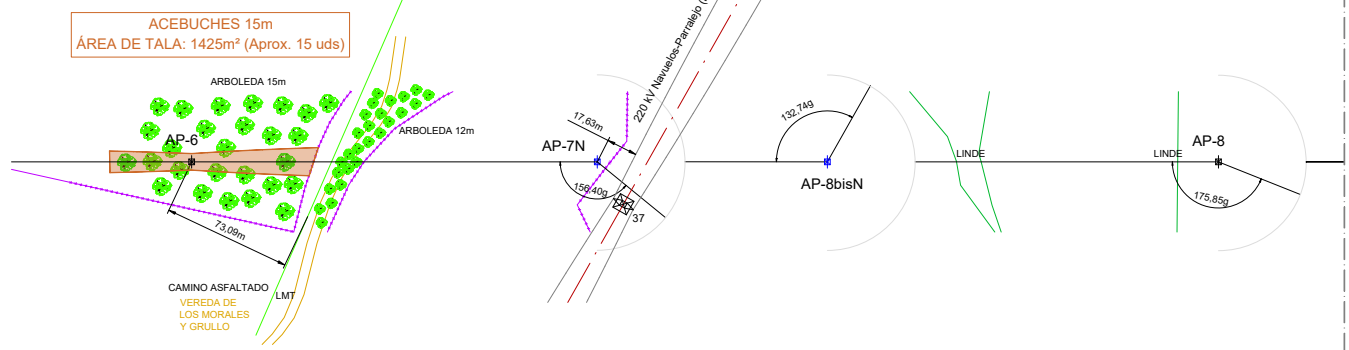 ACEBUCHES 15m
ÁREA DE TALA: 1425m² (Aprox. 15 uds)
ARBOLEDA 15m
ARBOLEDA 12m
AP-6
73,09m
CAMINO ASFALTADO
LMT
VEREDA DE
LOS MORALES
Y GRULLO
17,63m
220 kV Navuelos-Parralejo
AP-7N
156,40g
37
132,74g
AP-8bisN
LINDE
LINDE
AP-8
175,85g